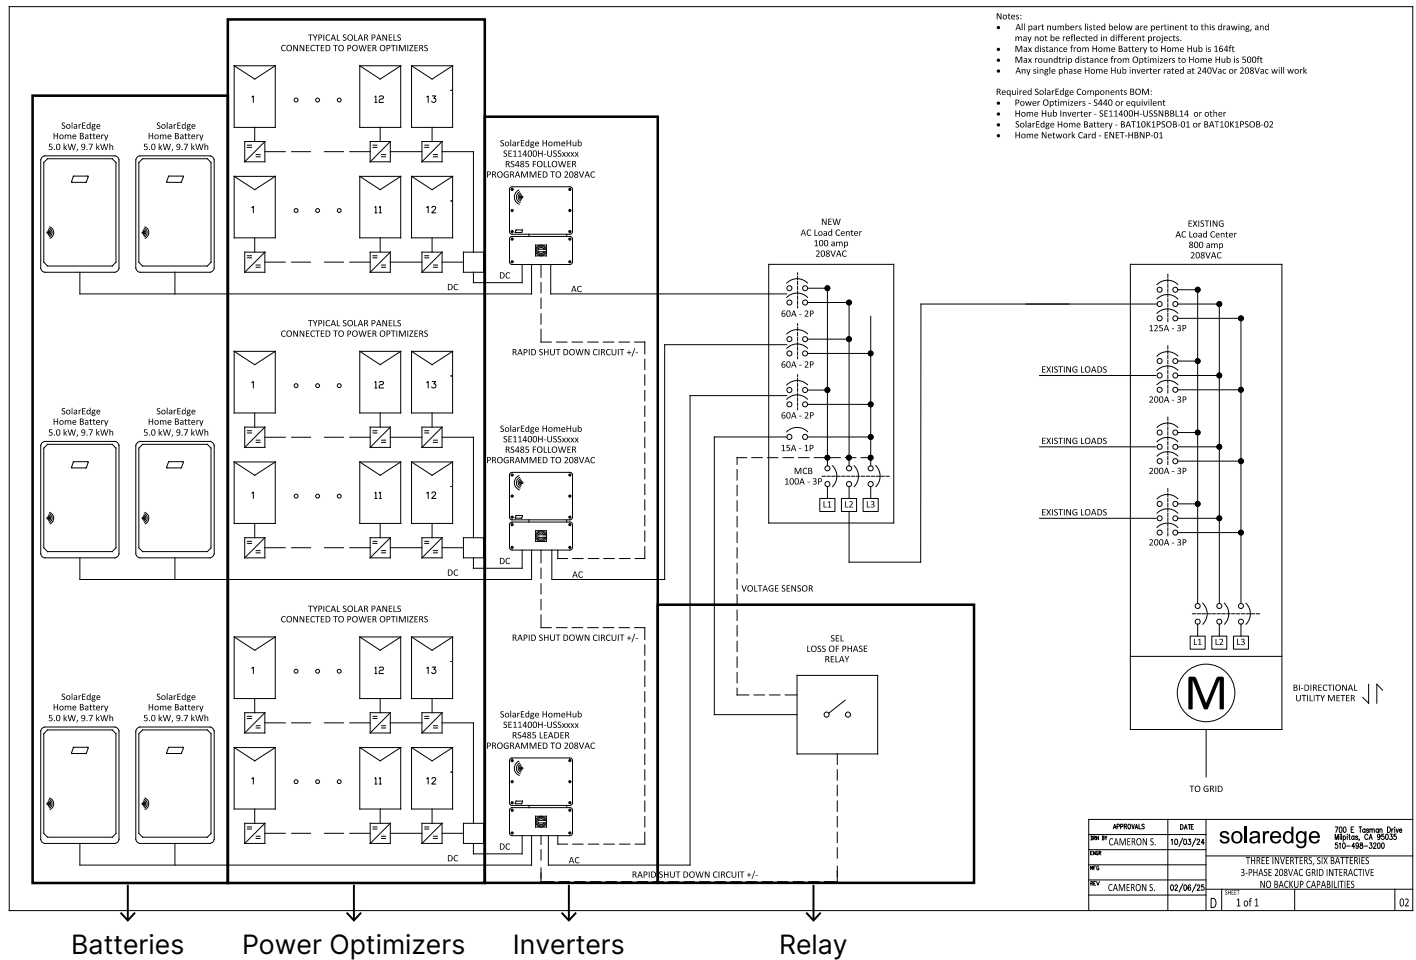 Notes:
• All part numbers listed below are pertinent to this drawing, and
may not be reflected in different projects.
• Max distance from Home Battery to Home Hub is 164ft
• Max roundtrip distance from Optimizers to Home Hub is 500ft
• Any single phase Home Hub inverter rated at 240Vac or 208Vac will work
Required SolarEdge Components BOM:
• Power Optimizers - S440 or equivilent
• Home Hub Inverter - SE11400H-USSNBBL14 or other
• SolarEdge Home Battery - BAT10K1PSOB-01 or BAT10K1PSOB-02
• Home Network Card - ENET-HBNP-01
TYPICAL SOLAR PANELS
CONNECTED TO POWER OPTIMIZERS
1
12
13
SolarEdge
Home Battery
5.0 kW, 9.7 kWh
SolarEdge
Home Battery
5.0 kW, 9.7 kWh
1
11
12
SolarEdge HomeHub
SE11400H-USSxxxx
RS485 FOLLOWER
PROGRAMMED TO 208VAC
DC
DC
AC
RAPID SHUT DOWN CIRCUIT +/-
TYPICAL SOLAR PANELS
CONNECTED TO POWER OPTIMIZERS
1
12
13
SolarEdge
Home Battery
5.0 kW, 9.7 kWh
SolarEdge
Home Battery
5.0 kW, 9.7 kWh
1
11
12
SolarEdge HomeHub
SE11400H-USSxxxx
RS485 FOLLOWER
PROGRAMMED TO 208VAC
DC
DC
AC
RAPID SHUT DOWN CIRCUIT +/-
TYPICAL SOLAR PANELS
CONNECTED TO POWER OPTIMIZERS
1
12
13
SolarEdge
Home Battery
5.0 kW, 9.7 kWh
SolarEdge
Home Battery
5.0 kW, 9.7 kWh
1
11
12
SolarEdge HomeHub
SE11400H-USSxxxx
RS485 LEADER
PROGRAMMED TO 208VAC
DC
DC
AC
RAPID SHUT DOWN CIRCUIT +/-
NEW
AC Load Center
100 amp
208VAC
60A - 2P
60A - 2P
60A - 2P
15A - 1P
MCB
100A - 3P
L1
L2
L3
VOLTAGE SENSOR
SEL
LOSS OF PHASE
RELAY
EXISTING
AC Load Center
800 amp
208VAC
125A - 3P
EXISTING LOADS
200A - 3P
EXISTING LOADS
200A - 3P
EXISTING LOADS
200A - 3P
L1
L2
L3
M
BI-DIRECTIONAL
UTILITY METER
TO GRID
APPROVALS
DATE
DRN BY
CAMERON S.
10/03/24
ENGR
MFG
REV
CAMERON S.
02/06/25
solaredge
700 E Tasman Drive
Milpitas, CA 95035
510-498-3200
THREE INVERTERS, SIX BATTERIES
3-PHASE 208VAC GRID INTERACTIVE
NO BACKUP CAPABILITIES
D
SHEET
1 of 1
02
Batteries
Power Optimizers
Inverters
Relay